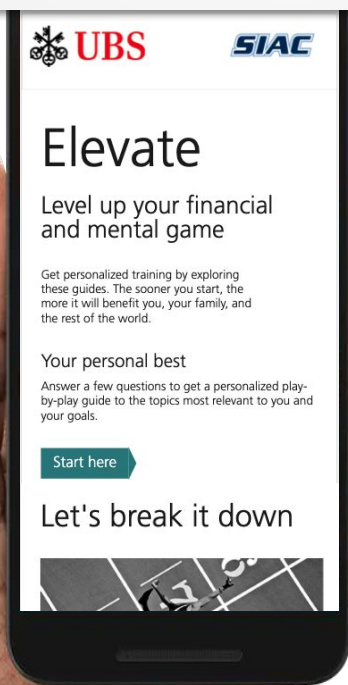 UBS
SIAC
Elevate
Level up your financial
and mental game
Get personalized training by exploring
these guides. The sooner you start, the
more it will benefit you, your family, and
the rest of the world.
Your personal best
Answer a few questions to get a personalized play-
by-play guide to the topics most relevant to you and
your goals.
Start here
Let's break it down